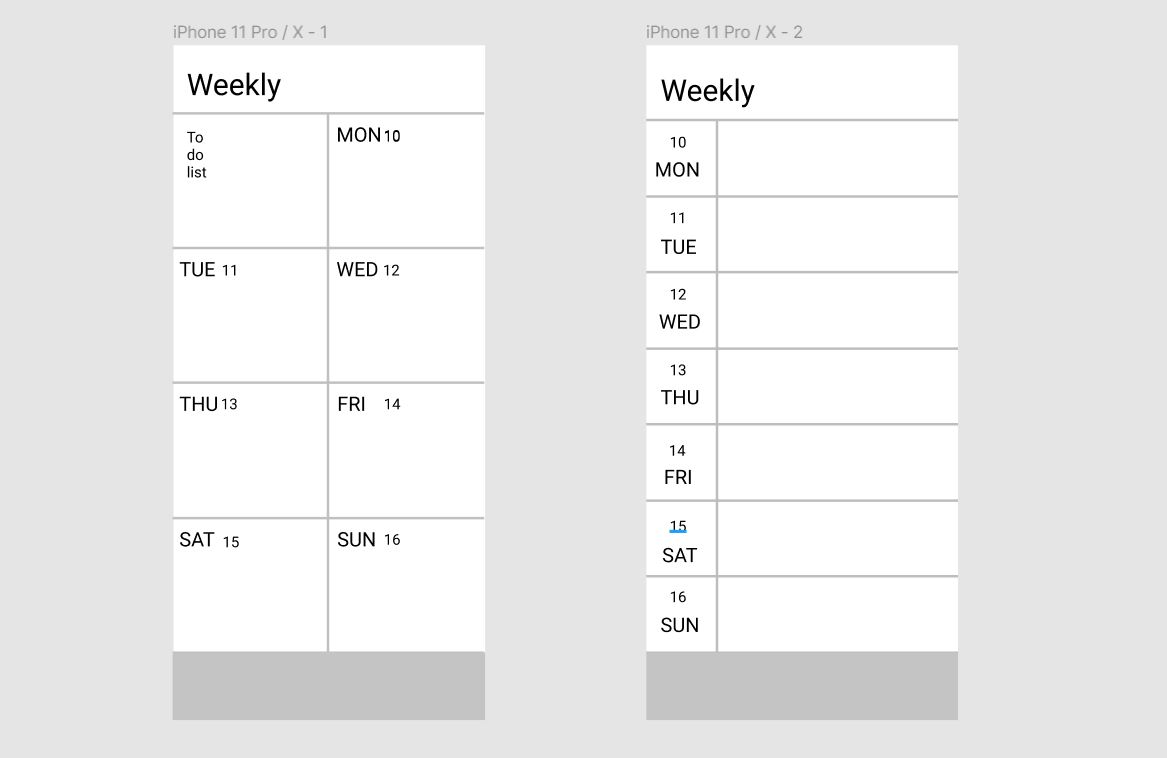 iPhone 11 Pro / X - 1
Weekly
To
do
list
MON 10
TUE 11
WED 12
THU 13
FRI 14
SAT 15
SUN 16
iPhone 11 Pro / X - 2
Weekly
10
MON
11
TUE
12
WED
13
THU
14
FRI
15
SAT
16
SUN